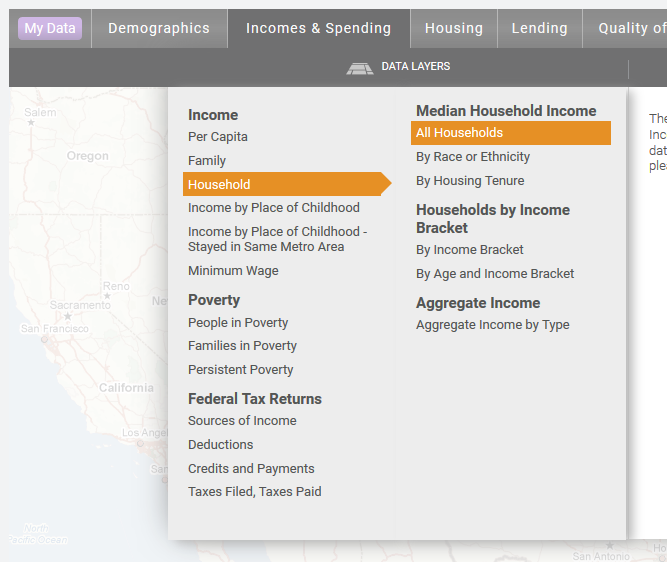 My Data
Demographics
Incomes & Spending
Housing
Lending
Quality of
DATA LAYERS
Income
Per Capita
Family
Household
Income by Place of Childhood
Income by Place of Childhood -
Stayed in Same Metro Area
Minimum Wage
Poverty
People in Poverty
Families in Poverty
Persistent Poverty
Federal Tax Returns
Sources of Income
Deductions
Credits and Payments
Taxes Filed, Taxes Paid
Median Household Income
All Households
By Race or Ethnicity
By Housing Tenure
Households by Income
Bracket
By Income Bracket
By Age and Income Bracket
Aggregate Income
Aggregate Income by Type
The
Inc
dat
ple
Salem
Oregon
Reno
Ne
Sacramento
San Francisco
California
Los Angel
San
North
Pacific Ocean
San Antonio
Ho